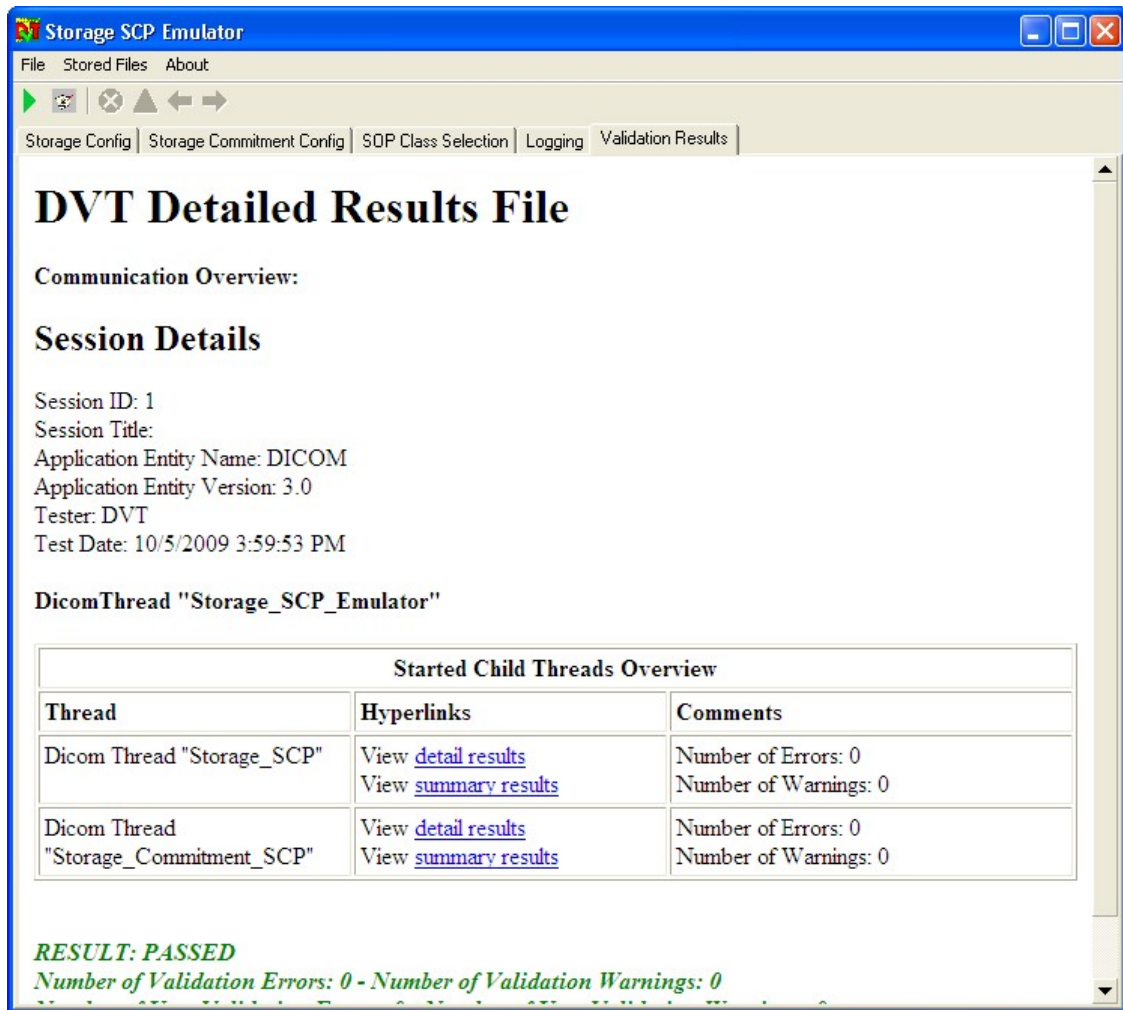 Storage SCP Emulator
File Stored Files About
Storage Config Storage Commitment Config SOP Class Selection Logging Validation Results
DVT Detailed Results File
Communication Overview:
Session Details
Session ID: 1
Session Title:
Application Entity Name: DICOM
Application Entity Version: 3.0
Tester: DVT
Test Date: 10/5/2009 3:59:53 PM
DicomThread "Storage_SCP_Emulator"
Started Child Threads Overview
Thread Hyperlinks Comments
Dicom Thread "Storage_SCP" View detail results Number of Errors: 0
View summary results Number of Warnings: 0
Dicom Thread View detail results Number of Errors: 0
"Storage_Commitment_SCP" View summary results Number of Warnings: 0
RESULT: PASSED
Number of Validation Errors: 0 - Number of Validation Warnings: 0